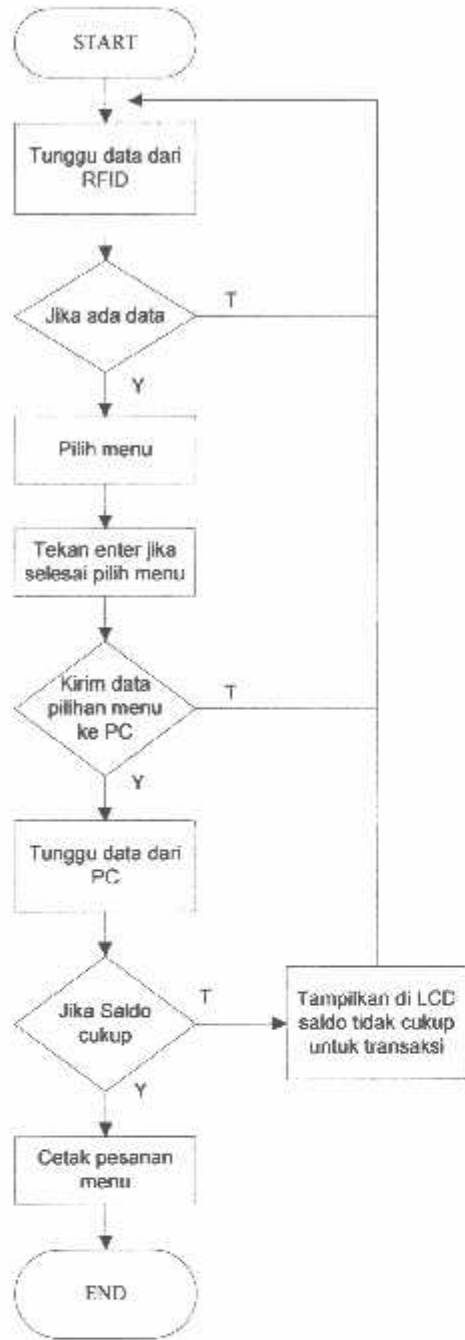 START
Tunggu data dari
RFID
Jika ada data
T
Y
Pilih menu
Tekan enter jika
selesai pilih menu
Kirim data
pilihan menu
ke PC
T
Y
Tunggu data dari
PC
Jika Saldo
cukup
T
Tampilkan di LCD
saldo tidak cukup
untuk transaksi
Y
Cetak pesanan
menu
END